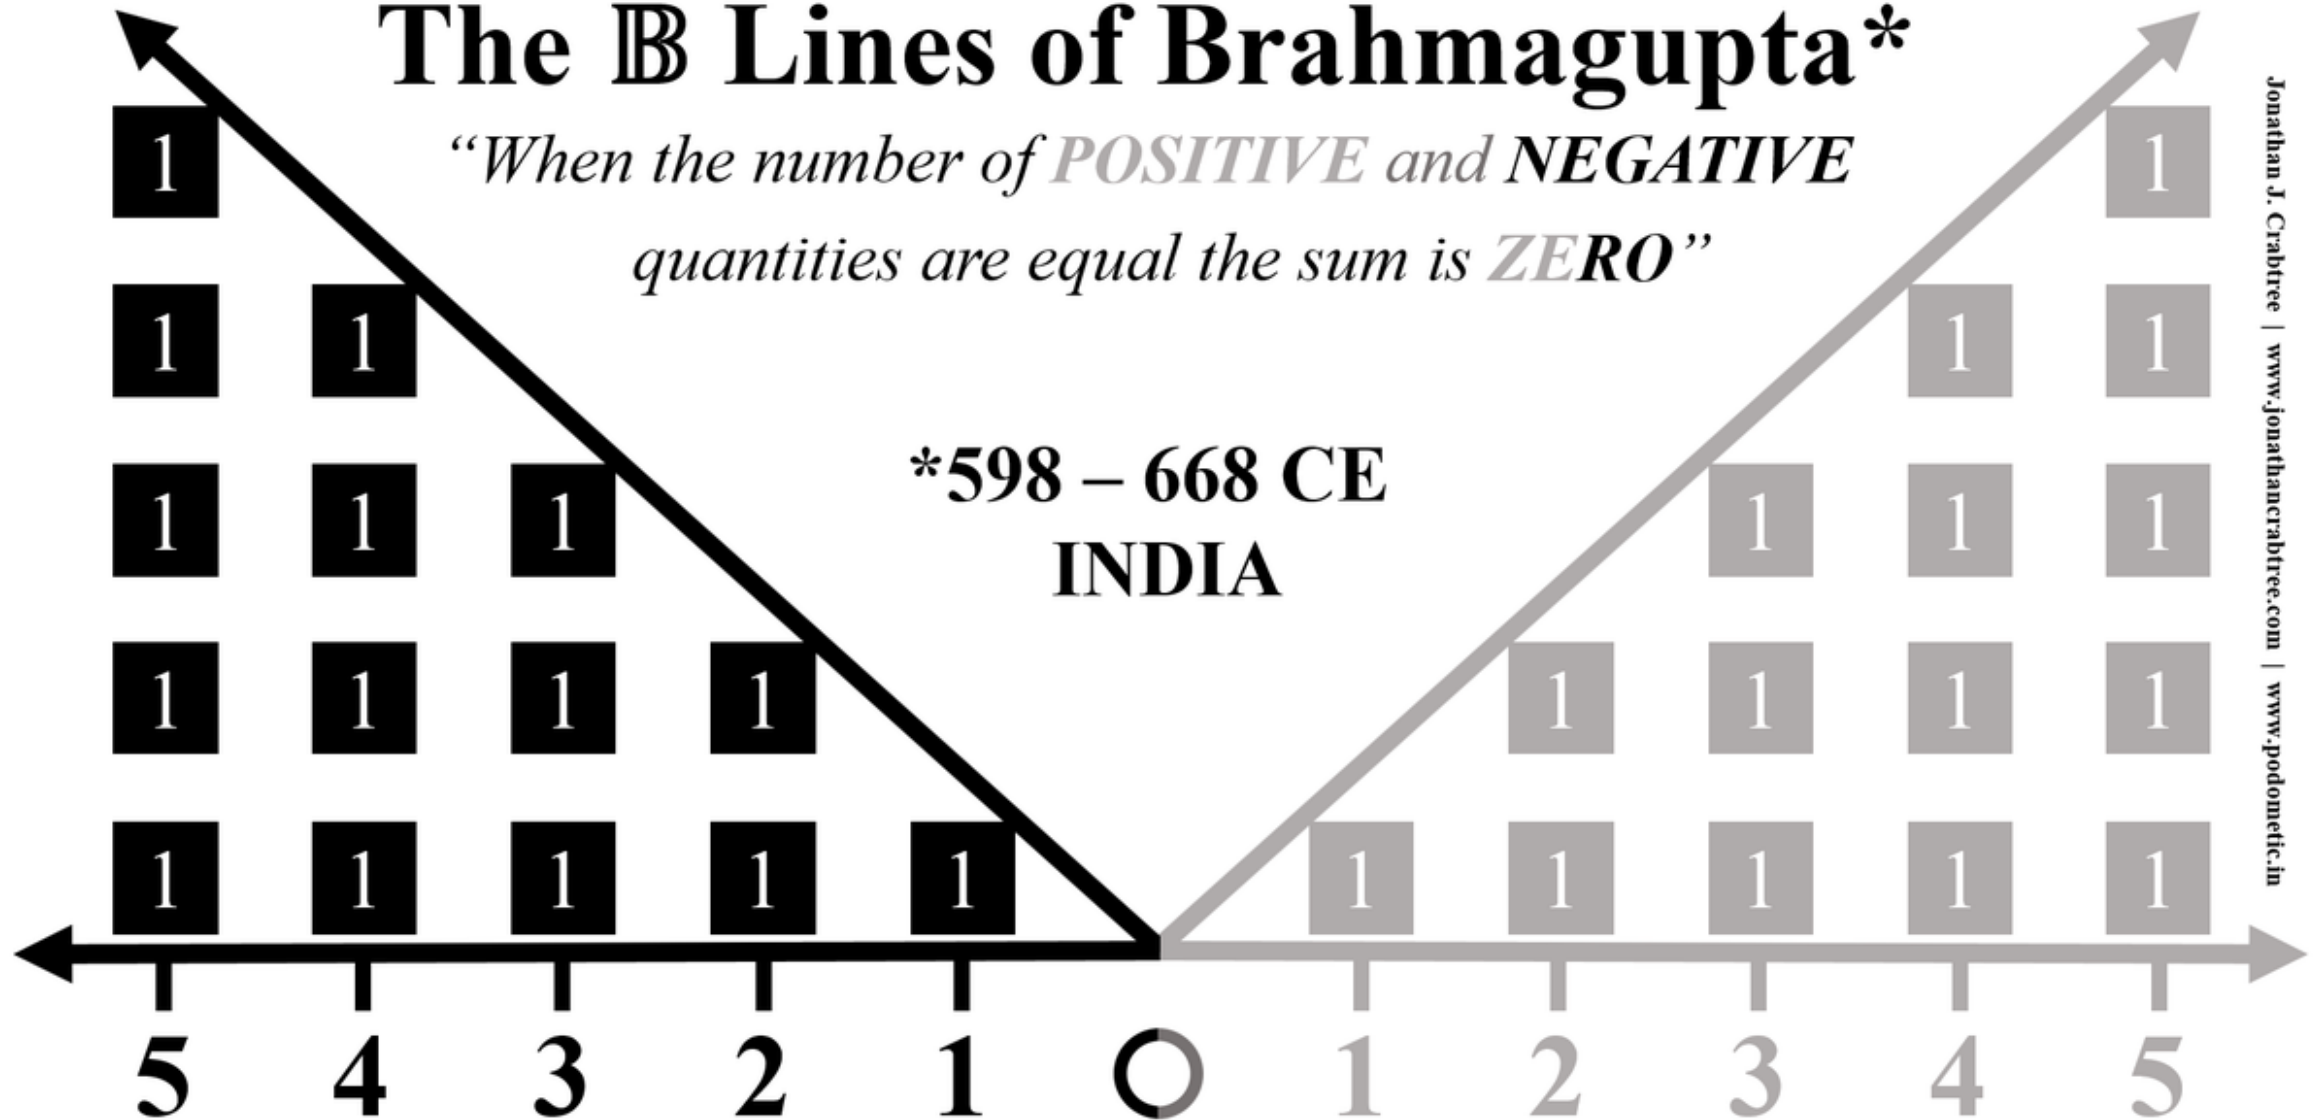 The 𝔹 Lines of Brahmagupta*
“When the number of POSITIVE and NEGATIVE
quantities are equal the sum is ZERO”
*598 – 668 CE
INDIA
1 1
1 1 1 1
1 1 1 1 1 1
1 1 1 1 1 1 1 1
1 1 1 1 1 1 1 1 1 1
5 4 3 2 1 0 1 2 3 4 5
Jonathan J. Crabtree | www.jonathancrabtree.com | www.podometic.in